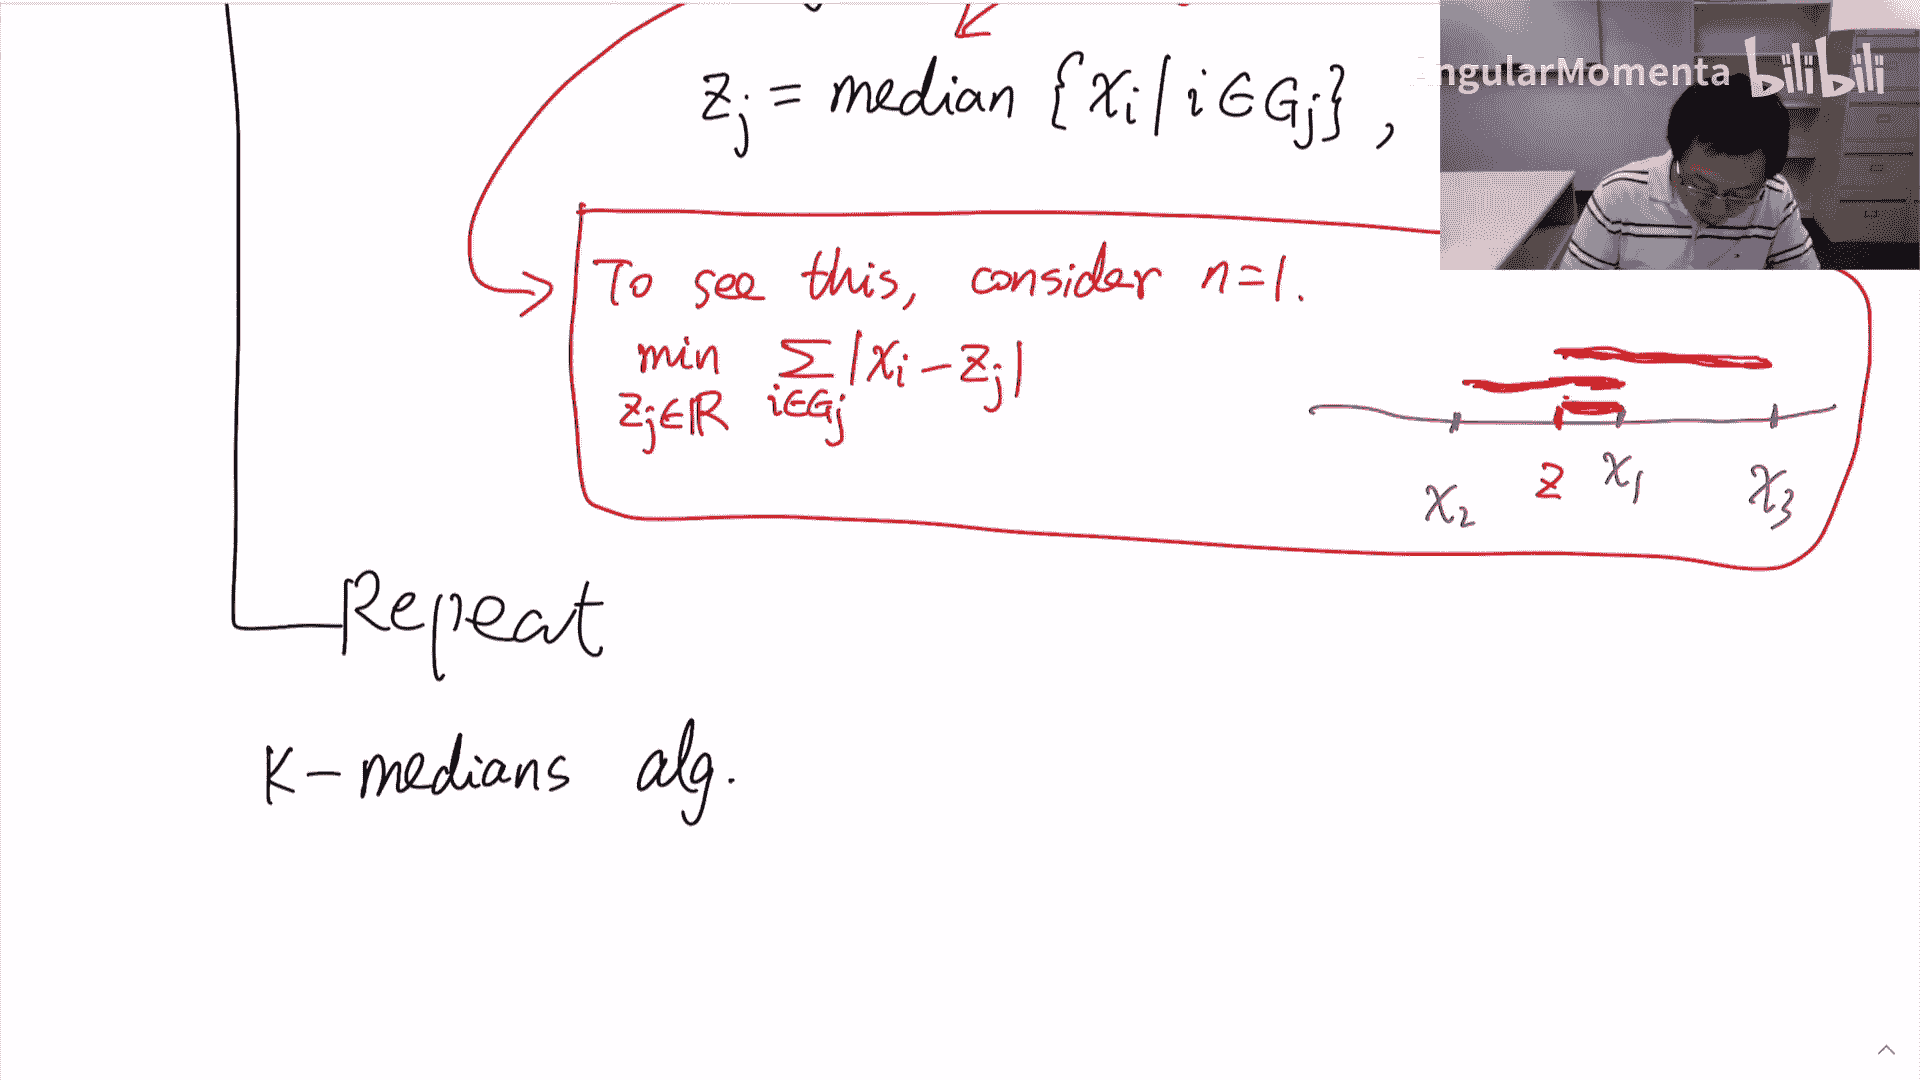 z_j = median {x_i | i ∈ G_j},
ngularMomenta bilibili
To see this, consider n=1.
min Σ |x_i − z_j|
z_j∈ℝ i∈G_j
x_2 z x_1 x_3
Repeat
K-medians alg.